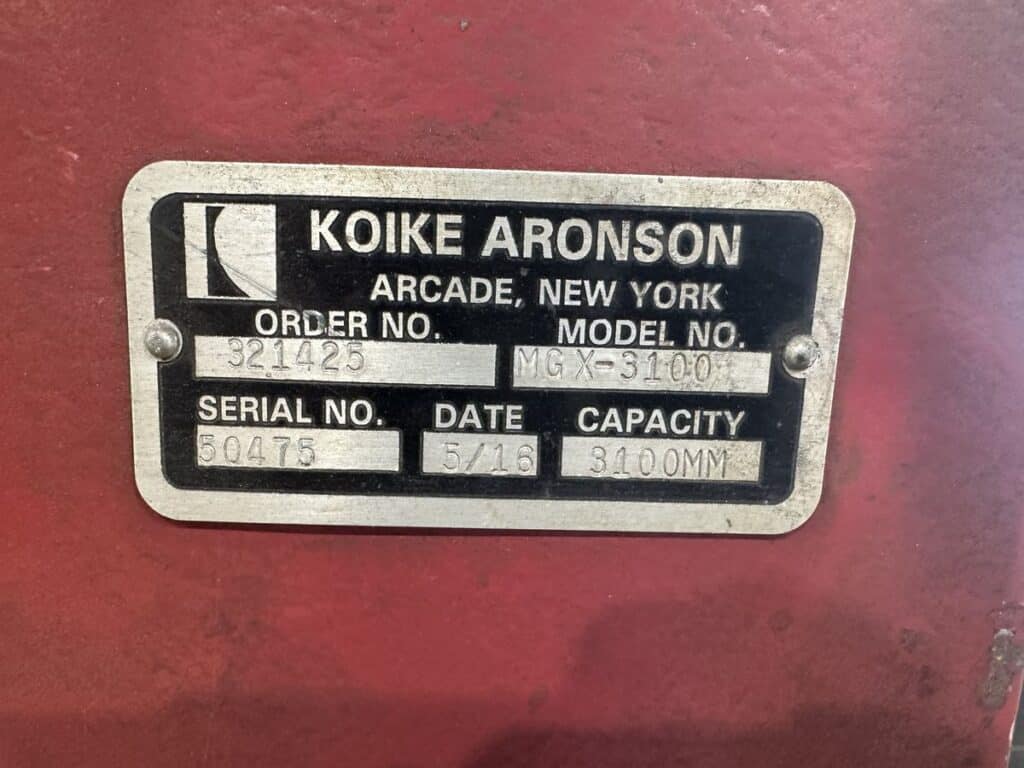 KOIKE ARONSON
ARCADE, NEW YORK
ORDER NO. MODEL NO.
321425 MGX-3100
SERIAL NO. DATE CAPACITY
50475 5/16 3100MM